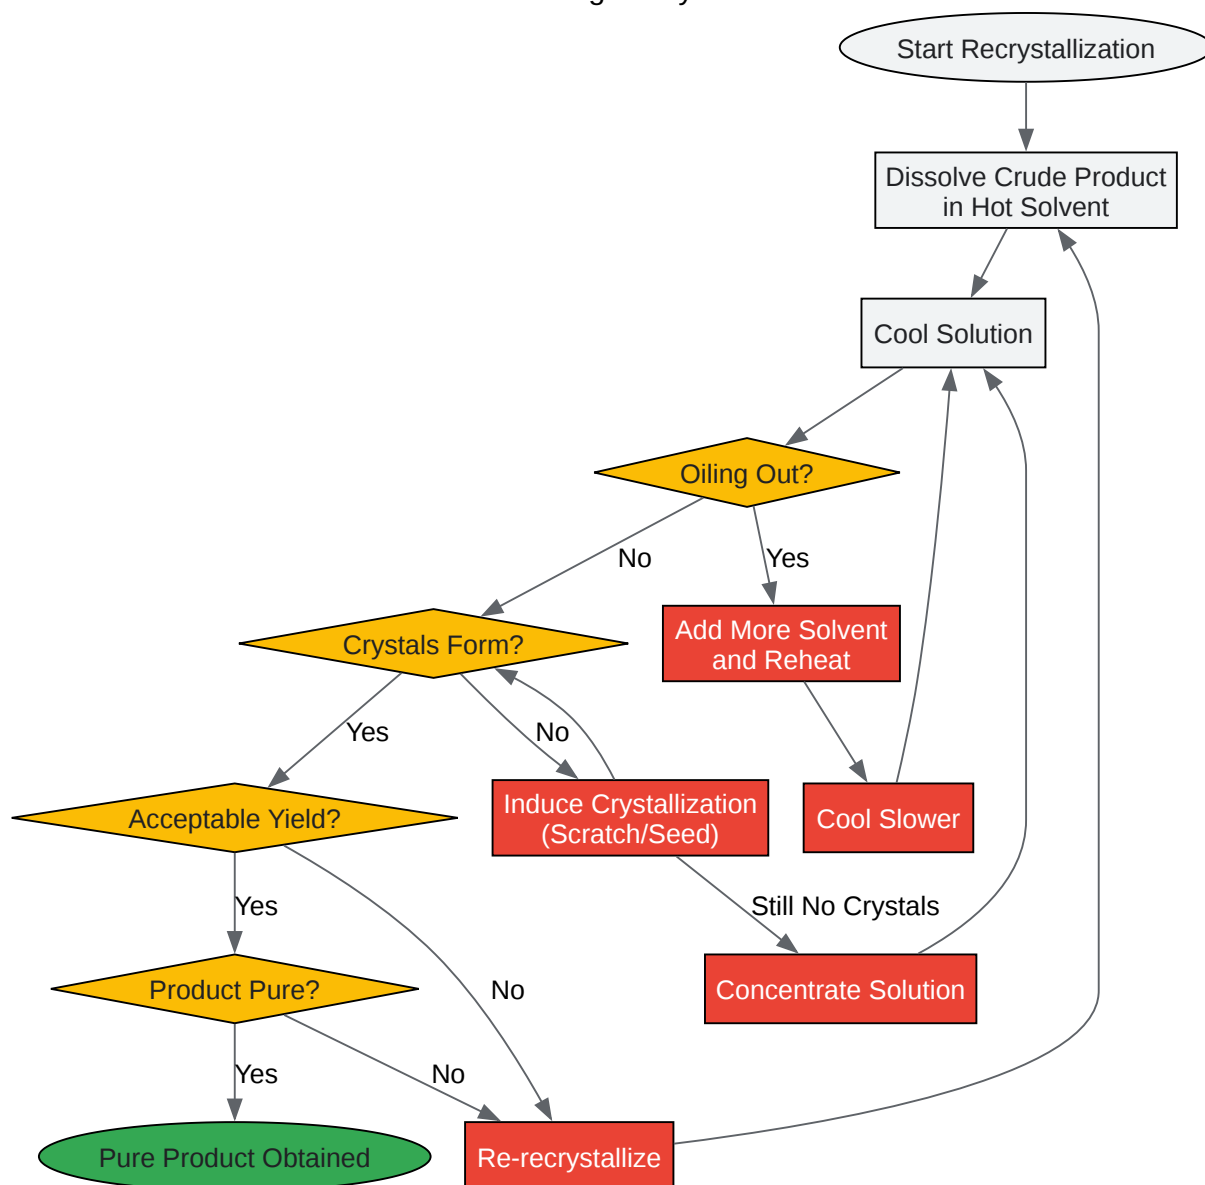 Start Recrystallization
Dissolve Crude Product
in Hot Solvent
Cool Solution
Oiling Out?
No
Yes
Crystals Form?
Add More Solvent
and Reheat
Yes
No
Acceptable Yield?
Induce Crystallization
(Scratch/Seed)
Cool Slower
Yes
Still No Crystals
Product Pure?
No
Concentrate Solution
Yes
No
Pure Product Obtained
Re-recrystallize